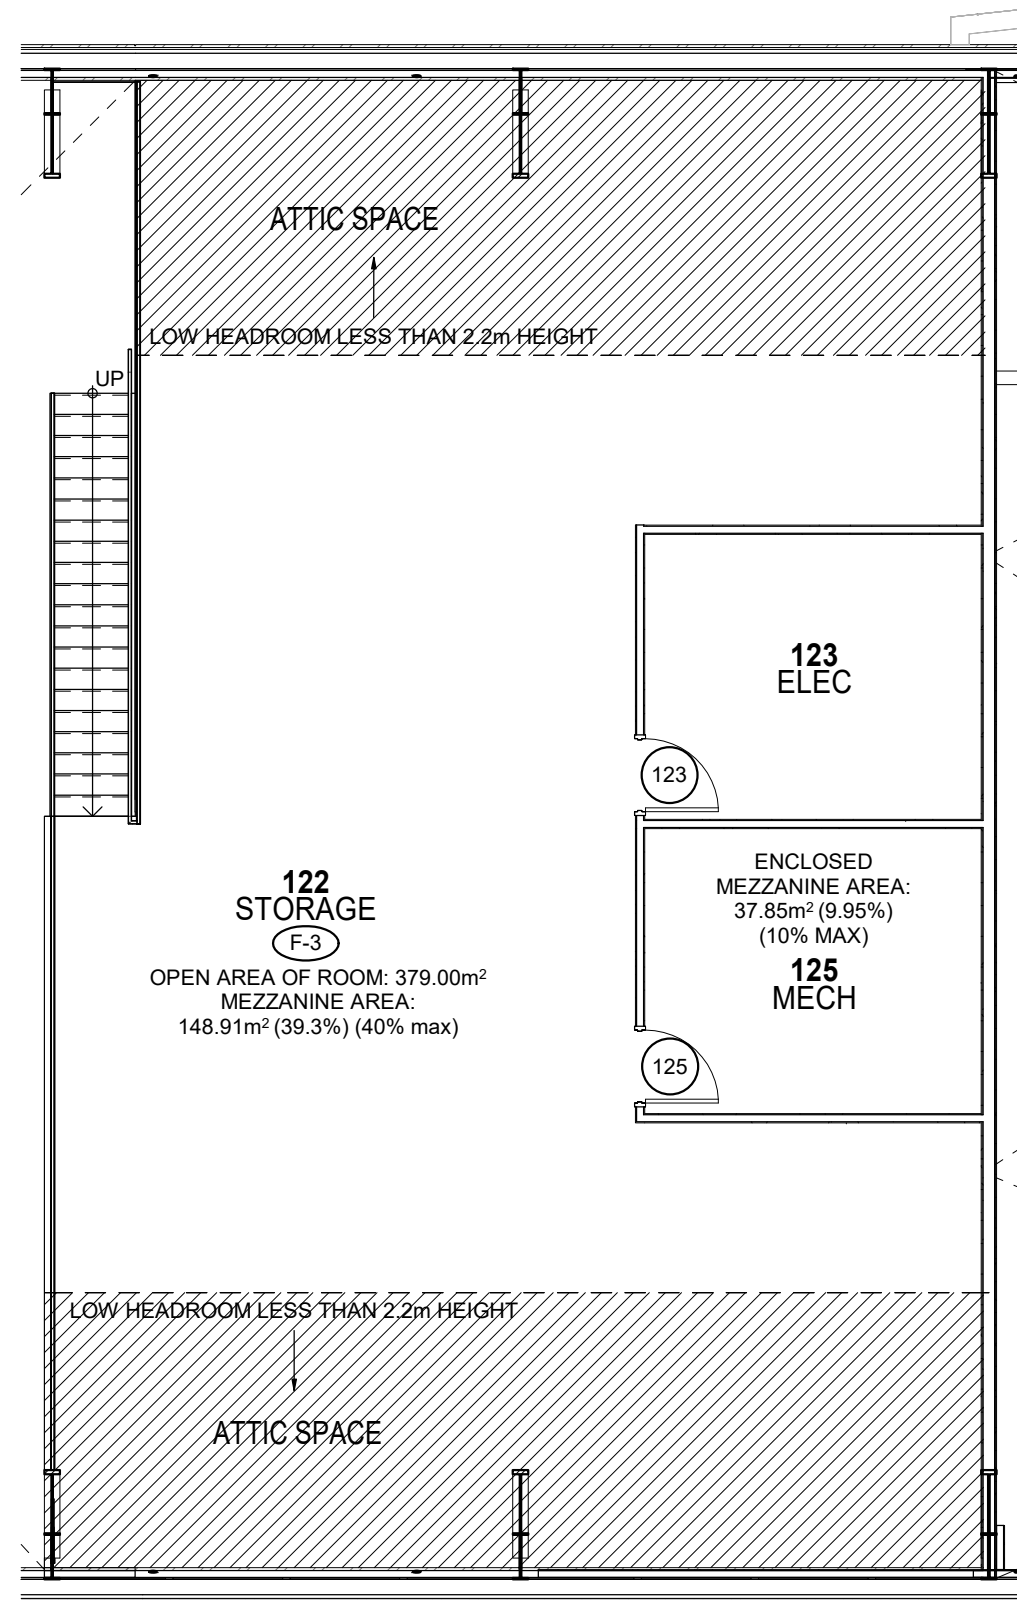 ATTIC SPACE
LOW HEADROOM LESS THAN 2.2m HEIGHT
UP
123
ELEC
123
ENCLOSED
MEZZANINE AREA:
37.85m² (9.95%)
(10% MAX)
125
MECH
122
STORAGE
F-3
OPEN AREA OF ROOM: 379.00m²
MEZZANINE AREA:
148.91m² (39.3%) (40% max)
125
LOW HEADROOM LESS THAN 2.2m HEIGHT
ATTIC SPACE